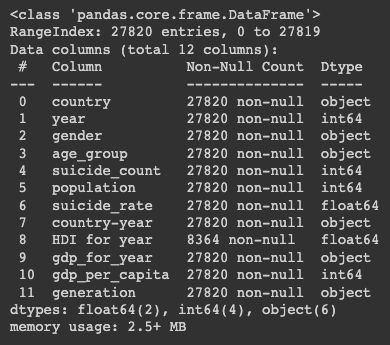 <class 'pandas.core.frame.DataFrame'>
RangeIndex: 27820 entries, 0 to 27819
Data columns (total 12 columns):
 #   Column          Non-Null Count  Dtype
---  ------          --------------  -----
 0   country         27820 non-null  object
 1   year            27820 non-null  int64
 2   gender          27820 non-null  object
 3   age_group       27820 non-null  object
 4   suicide_count   27820 non-null  int64
 5   population      27820 non-null  int64
 6   suicide_rate    27820 non-null  float64
 7   country-year    27820 non-null  object
 8   HDI for year    8364 non-null   float64
 9   gdp_for_year    27820 non-null  object
 10  gdp_per_capita  27820 non-null  int64
 11  generation      27820 non-null  object
dtypes: float64(2), int64(4), object(6)
memory usage: 2.5+ MB